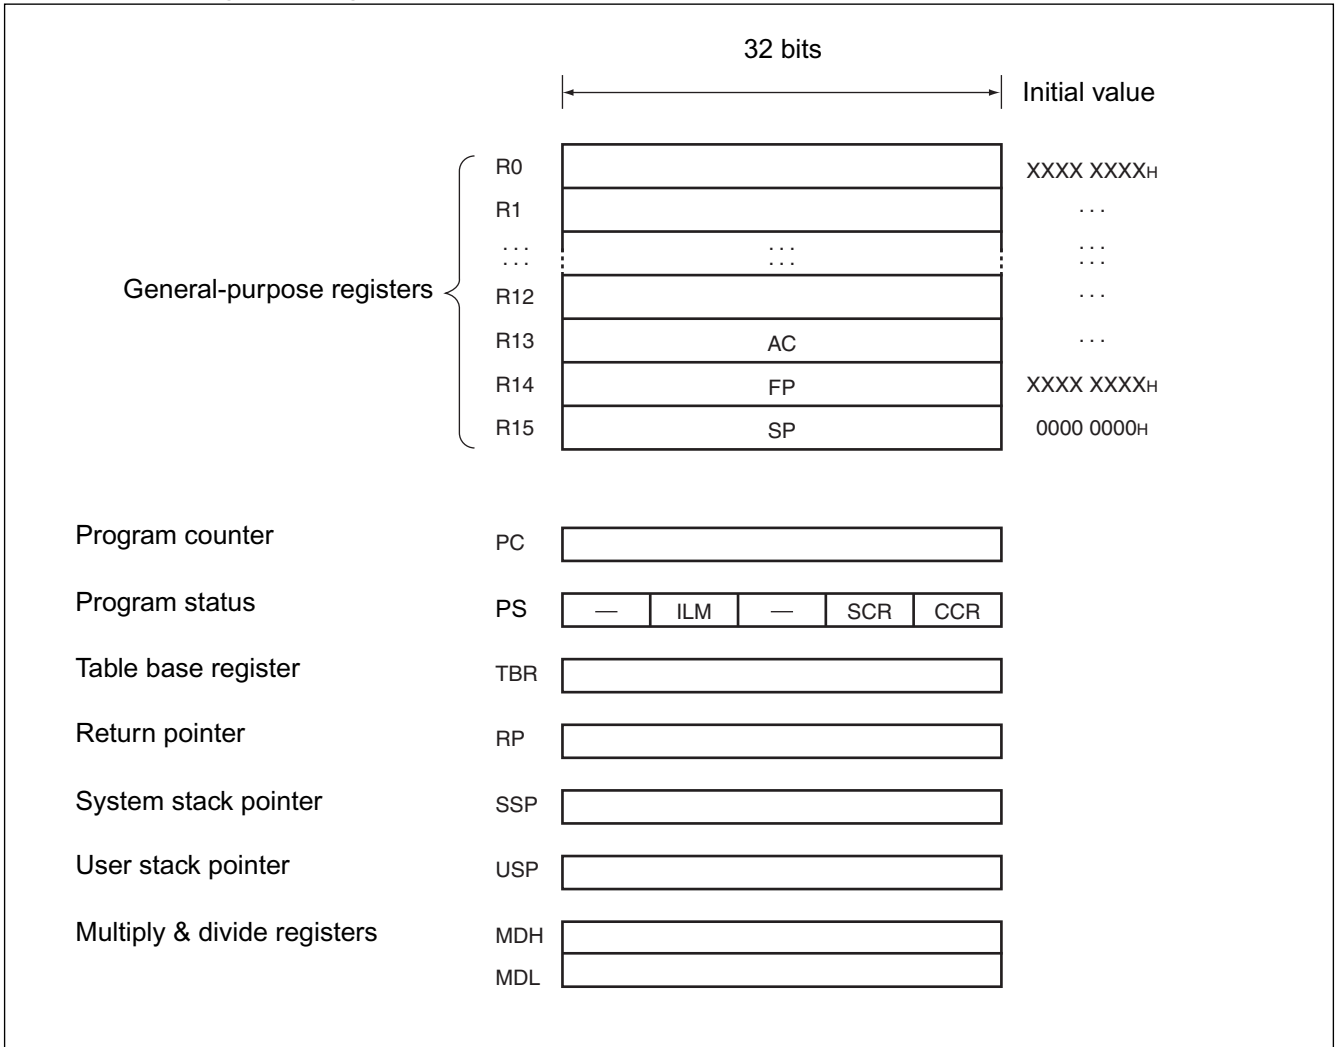 32 bits
Initial value
R0 XXXX XXXXH
R1 ...
... ... ...
... ... ...
General-purpose registers
R12 ...
R13 AC ...
R14 FP XXXX XXXXH
R15 SP 0000 0000H
Program counter PC
Program status PS — ILM — SCR CCR
Table base register TBR
Return pointer RP
System stack pointer SSP
User stack pointer USP
Multiply & divide registers MDH
MDL